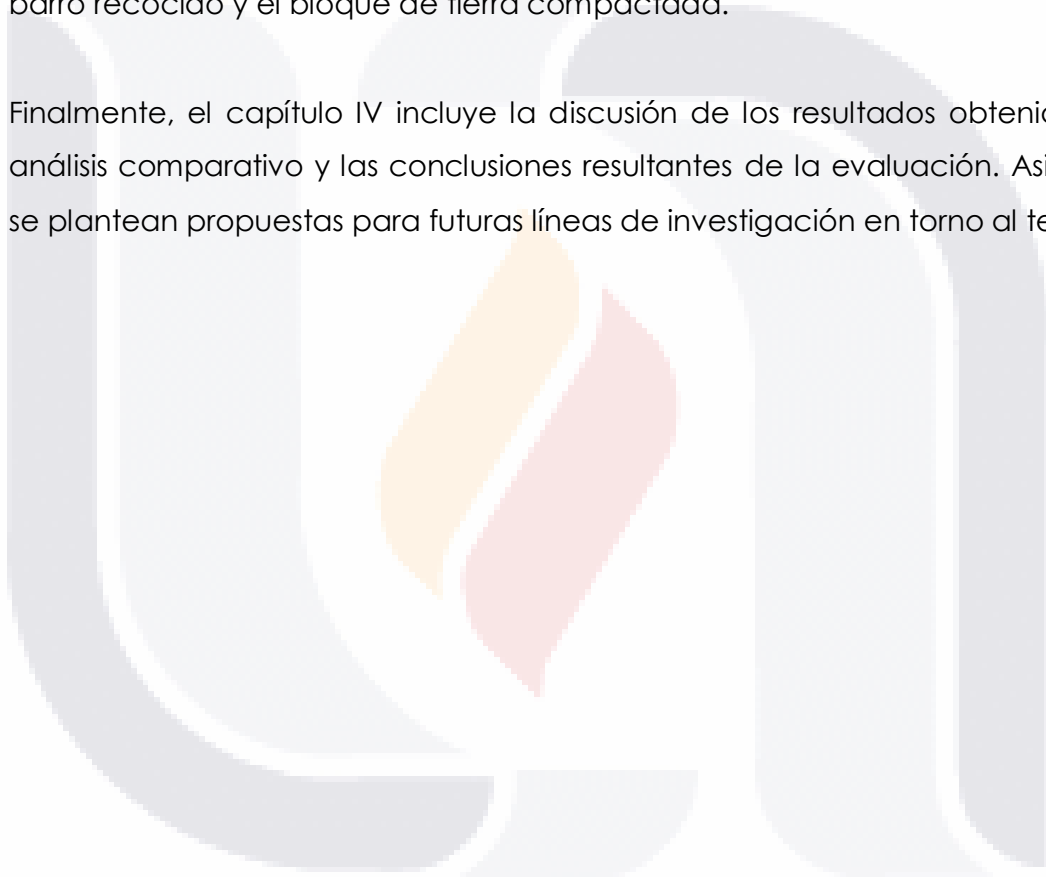 barro recocido y el bloque de tierra compactada.
Finalmente, el capítulo IV incluye la discusión de los resultados
análisis comparativo y las conclusiones resultantes de la evaluación.
se plantean propuestas para futuras líneas de investigación en torno al